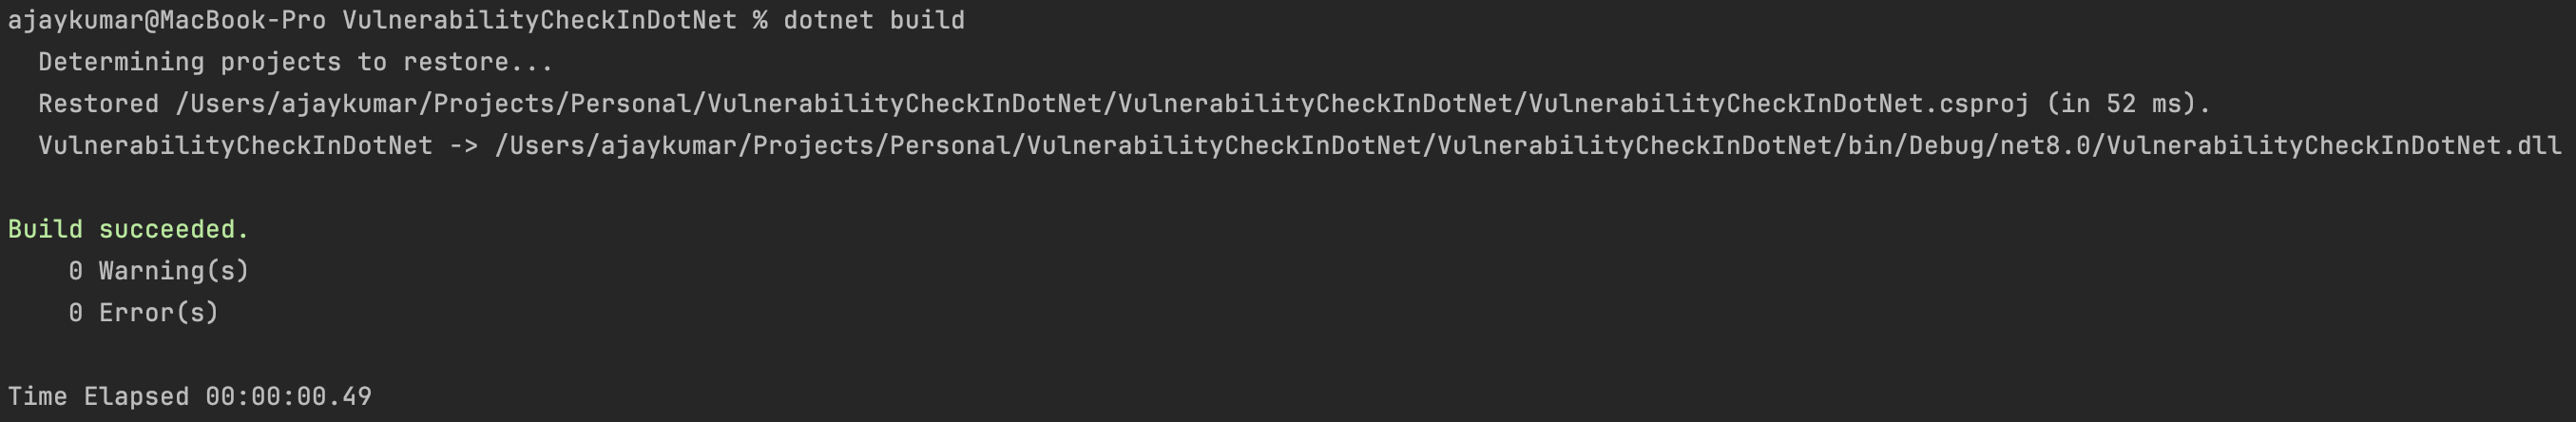 ajaykumar@MacBook-Pro VulnerabilityCheckInDotNet % dotnet build
Determining projects to restore...
Restored /Users/ajaykumar/Projects/Personal/VulnerabilityCheckInDotNet/VulnerabilityCheckInDotNet/VulnerabilityCheckInDotNet.csproj (in 52 ms).
VulnerabilityCheckInDotNet -> /Users/ajaykumar/Projects/Personal/VulnerabilityCheckInDotNet/VulnerabilityCheckInDotNet/bin/Debug/net8.0/VulnerabilityCheckInDotNet.dll
Build succeeded.
0 Warning(s)
0 Error(s)
Time Elapsed 00:00:00.49